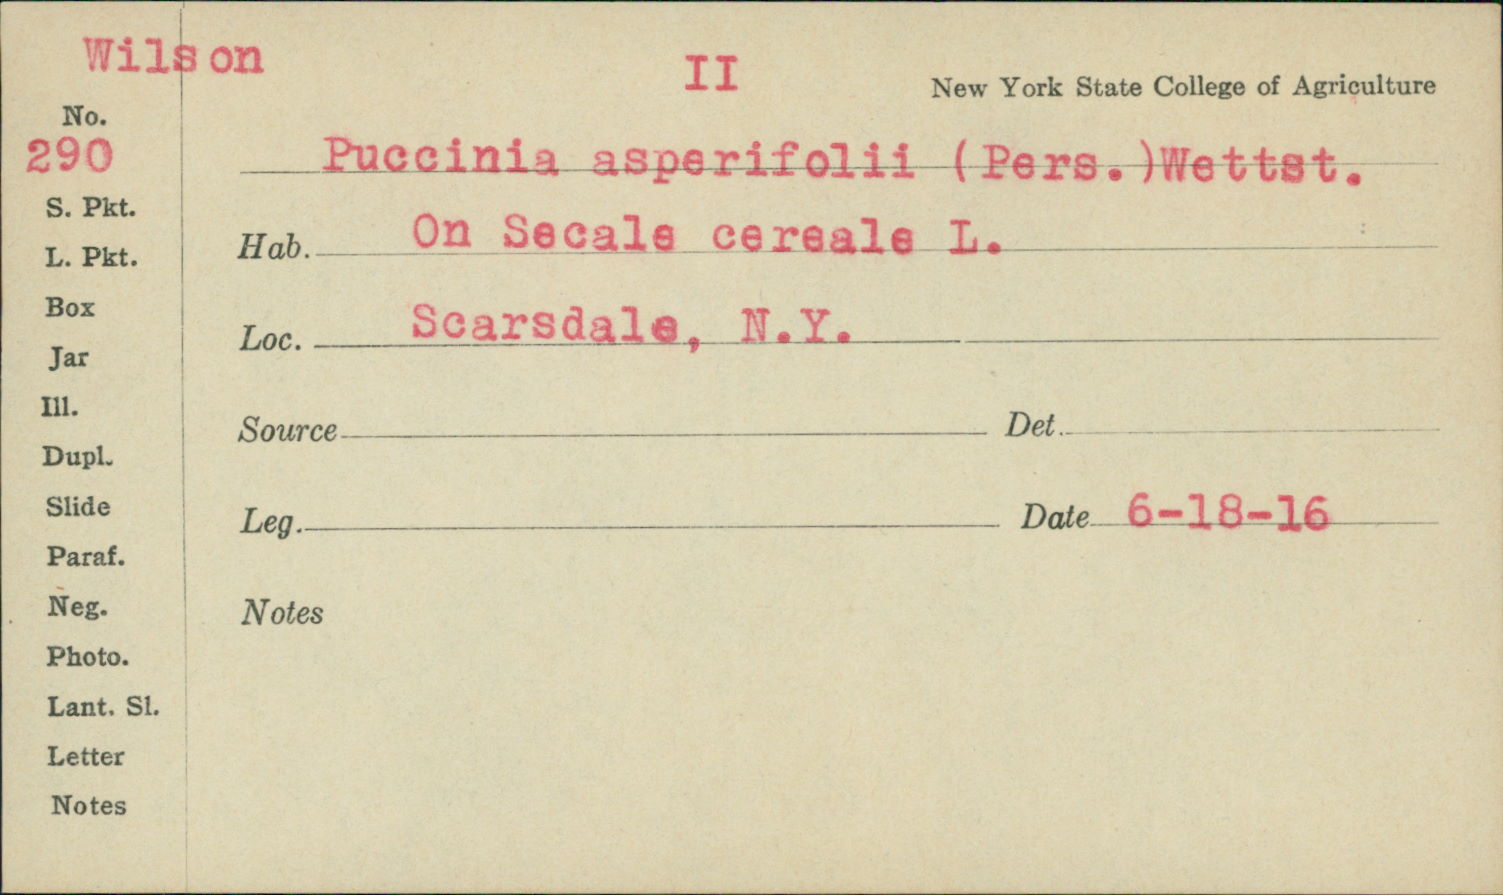 Wilson
II
New York State College of Agriculture
No.
290
Puccinia asperifolii (Pers.)Wettst.
S. Pkt.
Hab. On Secale cereale L.
L. Pkt.
Box
Loc. Scarsdale, N.Y.
Jar
Ill.
Source Det.
Dupl.
Slide
Leg. Date 6-18-16
Paraf.
Neg.
Notes
Photo.
Lant. Sl.
Letter
Notes